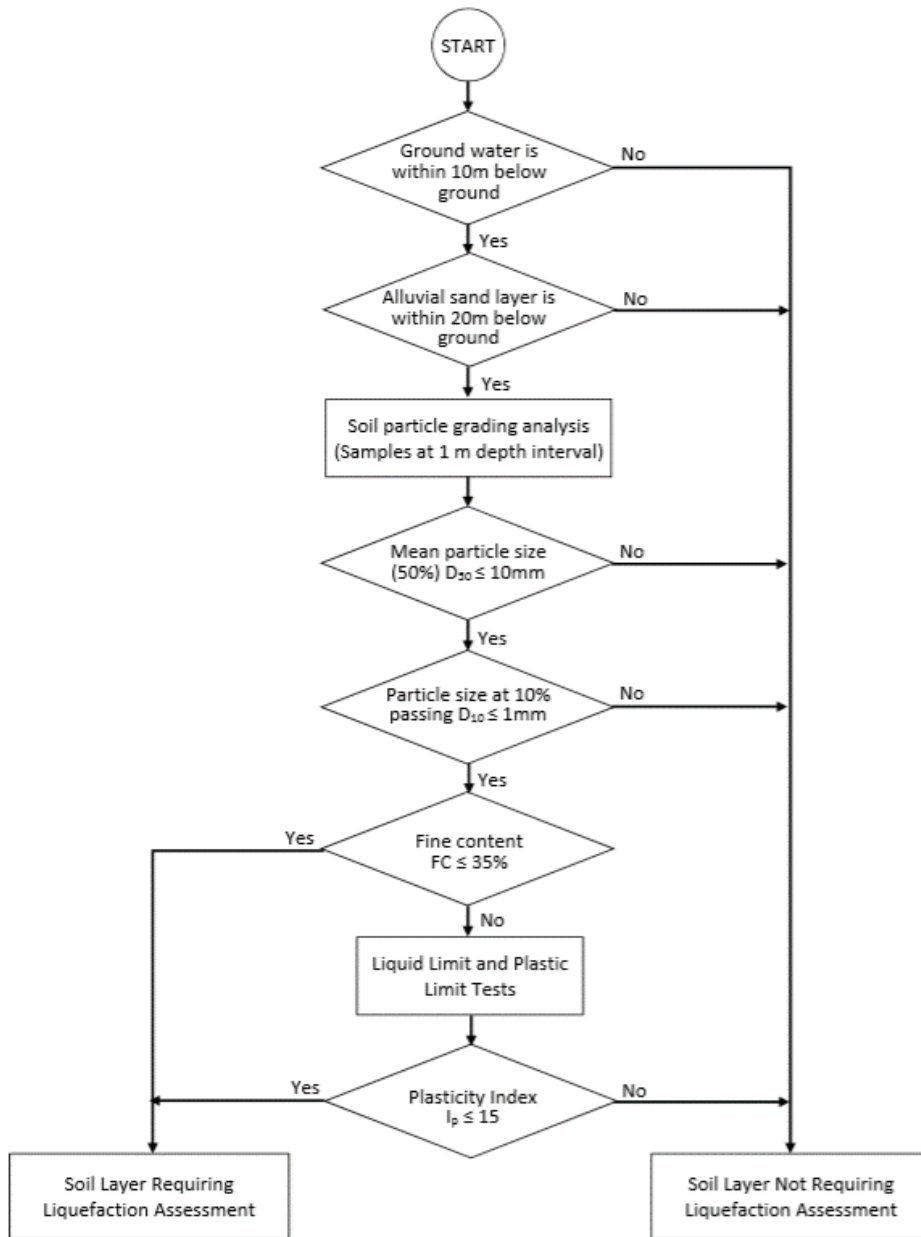 START
Ground water is
within 10m below
ground
No
Yes
Alluvial sand layer is
within 20m below
ground
No
Yes
Soil particle grading analysis
(Samples at 1 m depth interval)
Mean particle size
(50%) D₅₀ ≤ 10mm
No
Yes
Particle size at 10%
passing D₁₀ ≤ 1mm
No
Yes
Yes
Fine content
FC ≤ 35%
No
Liquid Limit and Plastic
Limit Tests
Yes
Plasticity Index
Iₚ ≤ 15
No
Soil Layer Requiring
Liquefaction Assessment
Soil Layer Not Requiring
Liquefaction Assessment